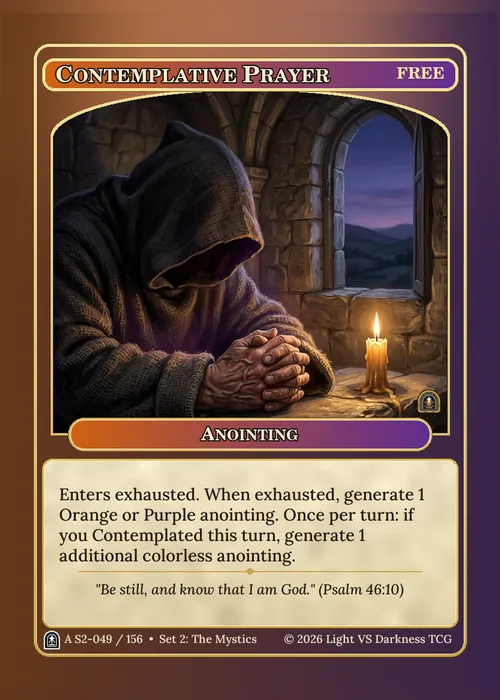 Contemplative Prayer FREE
Anointing
Enters exhausted. When exhausted, generate 1
Orange or Purple anointing. Once per turn: if
you Contemplated this turn, generate 1
additional colorless anointing.
"Be still, and know that I am God." (Psalm 46:10)
A S2-049 / 156 • Set 2: The Mystics © 2026 Light VS Darkness TCG